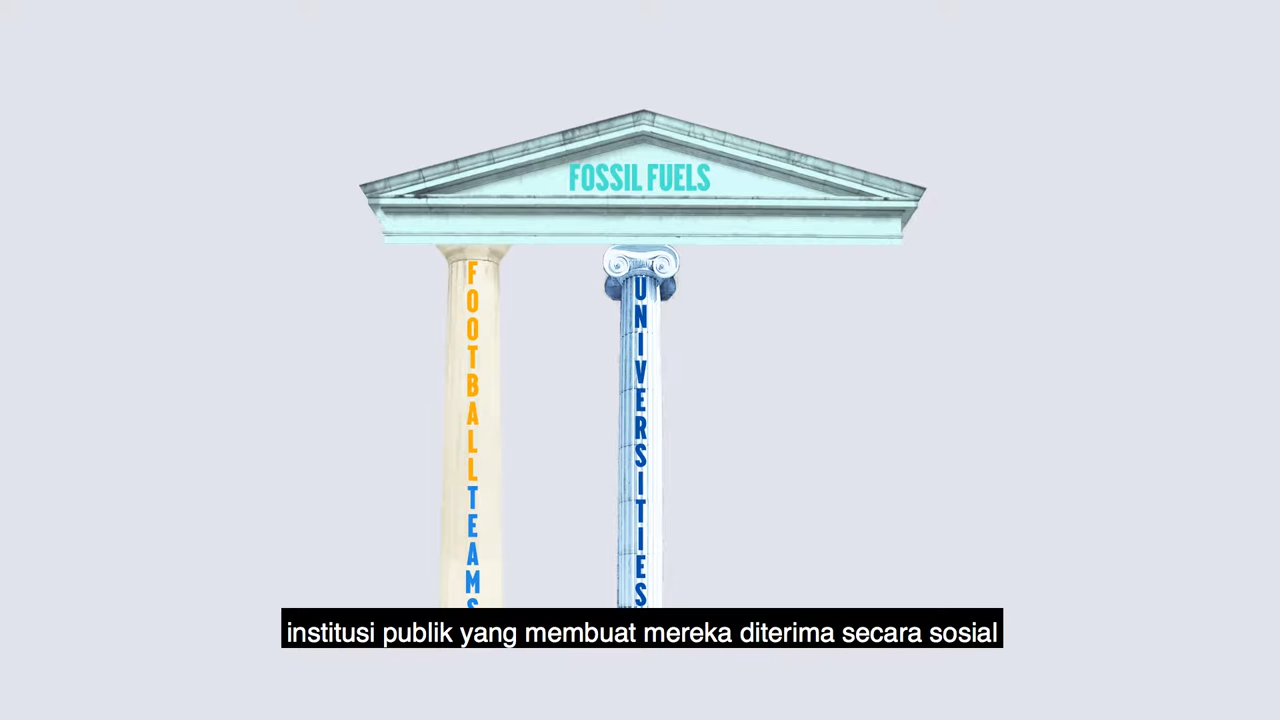 FOSSIL FUELS
FOOTBALL TEAMS
UNIVERSITIES
institusi publik yang membuat mereka diterima secara sosial